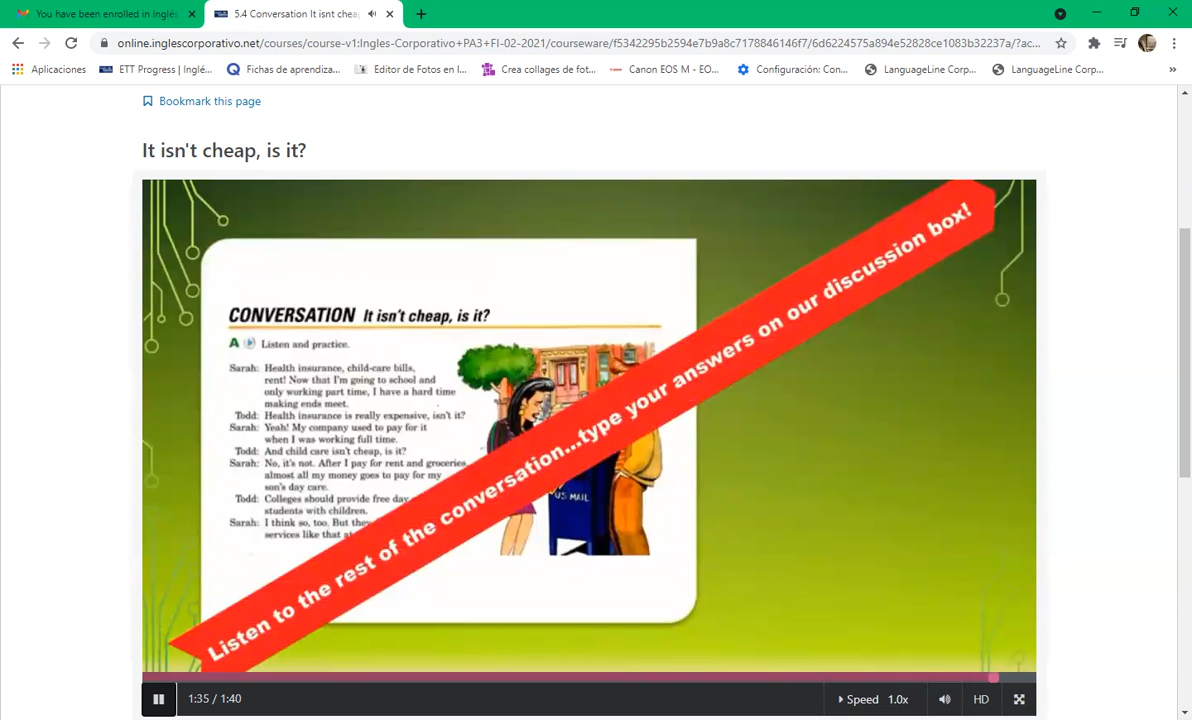 You have been enrolled in Inglés
5.4 Conversation It isnt chea
online.inglescorporativo.net/courses/course-v1:Ingles-Corporativo+PA3+FI-02-2021/courseware/f5342295b2594e7b9a8c7178846146f7/6d6224575a894e52828ce1083b32237a/?ac...
Aplicaciones ETT Progress | Inglé... Fichas de aprendiza... Editor de Fotos en l... Crea collages de fot... Canon EOS M - EO... Configuración: Con... LanguageLine Corp... LanguageLine Corp... »
Bookmark this page
It isn't cheap, is it?
CONVERSATION It isn't cheap, is it?
A Listen and practice.
Sarah: Health insurance, child-care bills,
rent! Now that I'm going to school and
only working part time, I have a hard time
making ends meet.
Todd: Health insurance is really expensive, isn't it?
Sarah: Yeah! My company used to pay for it
when I was working full time.
Todd: And child care isn't cheap, is it?
Sarah: No, it's not. After I pay for rent and groceries,
almost all my money goes to pay for my
son's day care.
Todd: Colleges should provide free day
students with children.
Sarah: I think so, too. But they
services like that at
US MAIL
Listen to the rest of the conversation...type your answers on our discussion box!
1:35 / 1:40
Speed 1.0x
HD